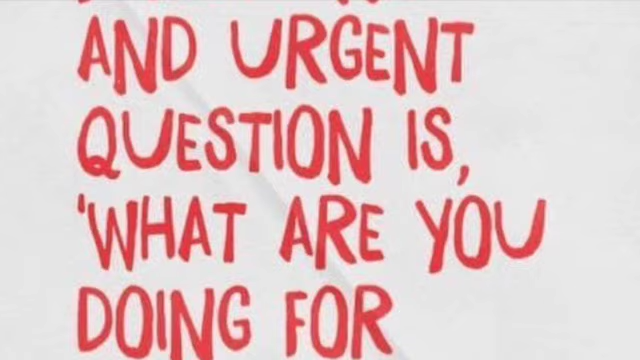 AND URGENT
QUESTION IS,
'WHAT ARE YOU
DOING FOR